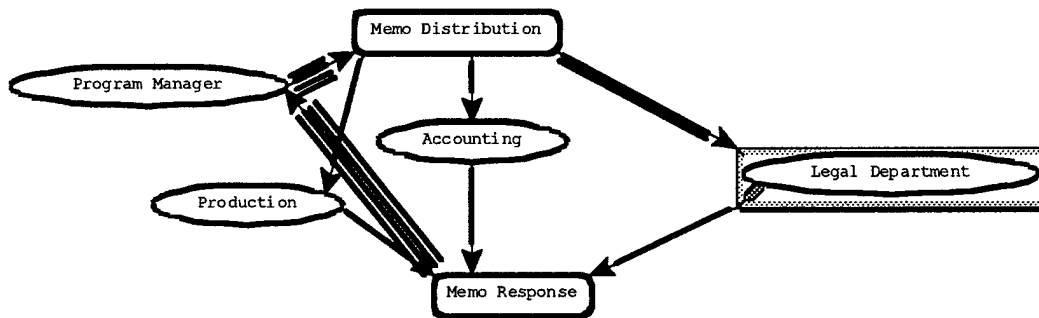 Memo Distribution
Program Manager
Accounting
Legal Department
Production
Memo Response